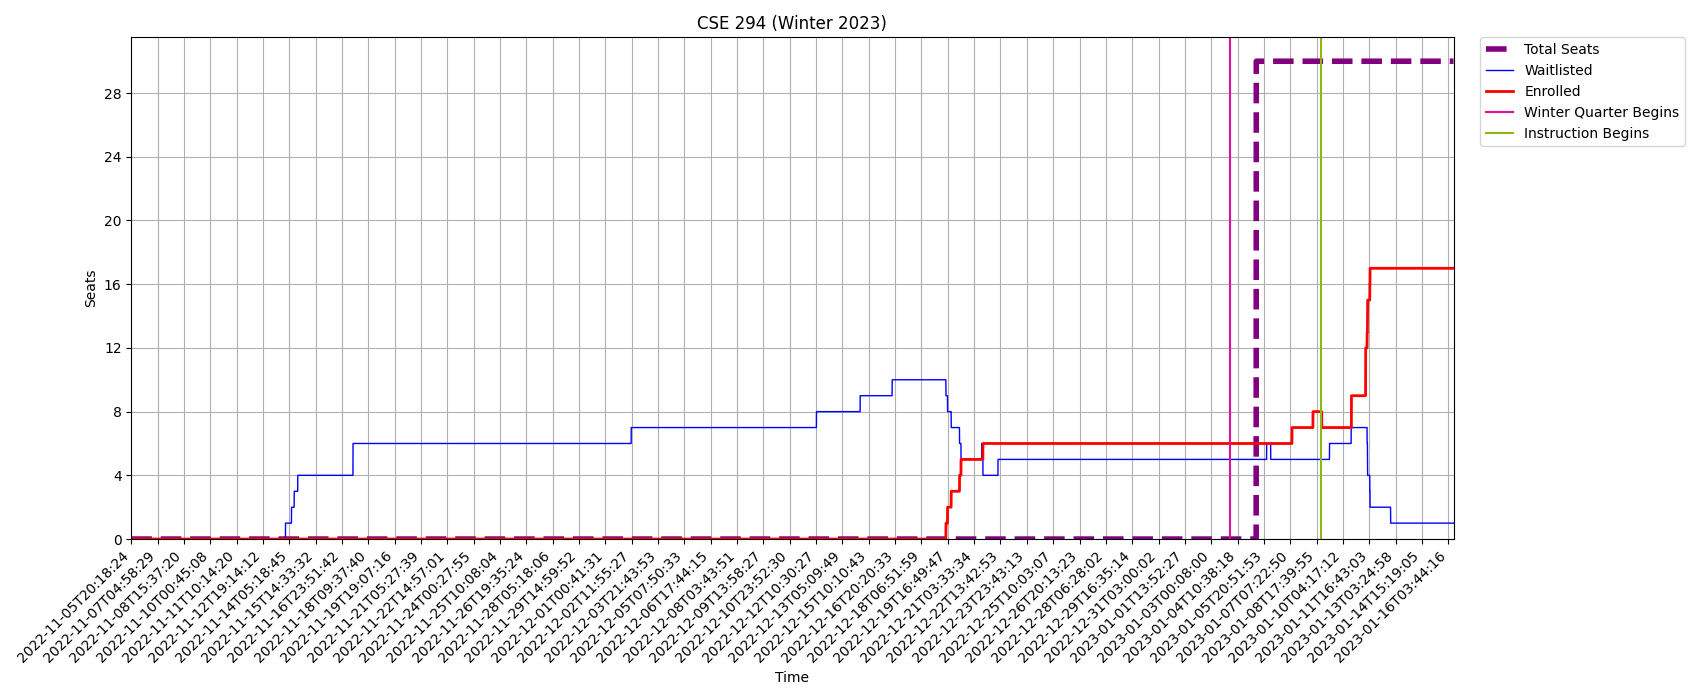 CSE 294 (Winter 2023)
Total Seats
Waitlisted
Enrolled
Winter Quarter Begins
Instruction Begins
Seats
28
24
20
16
12
8
4
0
2022-11-05T20:18:24
2022-11-07T04:58:29
2022-11-08T15:37:20
2022-11-10T00:45:08
2022-11-11T10:14:20
2022-11-12T19:14:12
2022-11-14T05:18:45
2022-11-15T14:33:32
2022-11-16T23:51:42
2022-11-18T09:37:40
2022-11-19T19:07:16
2022-11-21T05:27:39
2022-11-22T14:57:01
2022-11-24T00:27:55
2022-11-25T10:08:04
2022-11-26T19:35:24
2022-11-28T05:18:06
2022-11-29T14:59:52
2022-12-01T00:41:31
2022-12-02T11:55:27
2022-12-03T21:43:53
2022-12-05T07:50:33
2022-12-06T17:44:15
2022-12-08T03:43:51
2022-12-09T13:58:27
2022-12-10T23:52:30
2022-12-12T10:30:27
2022-12-13T05:09:49
2022-12-15T10:10:43
2022-12-16T20:20:33
2022-12-18T06:51:59
2022-12-19T16:49:47
2022-12-21T03:33:34
2022-12-22T13:42:53
2022-12-23T23:43:13
2022-12-25T10:03:07
2022-12-26T20:13:23
2022-12-28T06:28:02
2022-12-29T16:35:14
2022-12-31T03:00:02
2023-01-01T13:52:27
2023-01-03T00:08:00
2023-01-04T10:38:18
2023-01-05T20:51:53
2023-01-07T07:22:50
2023-01-08T17:39:55
2023-01-10T04:17:12
2023-01-11T16:43:03
2023-01-13T03:24:58
2023-01-14T15:19:05
2023-01-16T03:44:16
Time